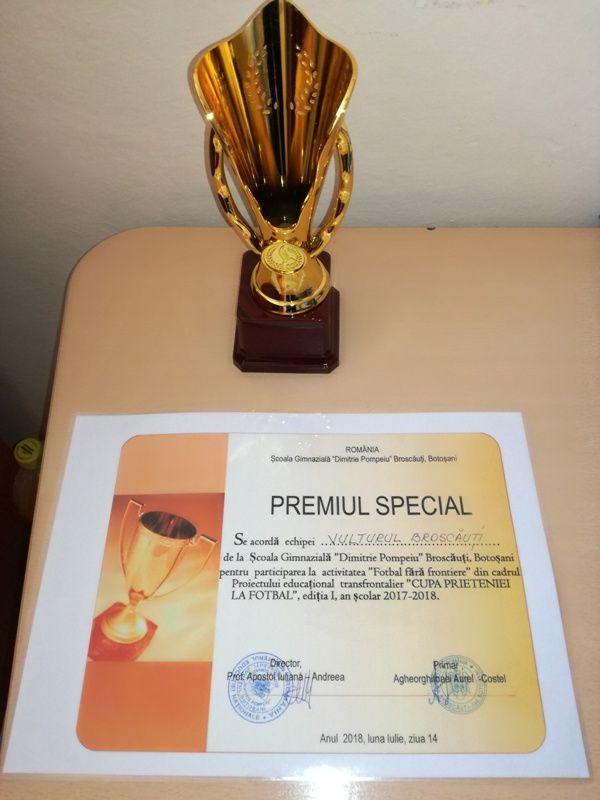 ROMÂNIA
Școala Gimnazială "Dimitrie Pompeiu" Broscăuți, Botoșani
PREMIUL SPECIAL
Se acordă echipei VULTURUL BROSCĂUȚI
de la Școala Gimnazială "Dimitrie Pompeiu" Broscăuți, Botoșani
pentru participarea la activitatea "Fotbal fără frontiere" din cadrul
Proiectului educațional transfrontalier "CUPA PRIETENIEI
LA FOTBAL", ediția I, an școlar 2017-2018.
Director, Primar
Prof. Apostol Iuliana – Andreea Agheorghitoaei Aurel -Costel
Anul 2018, luna Iulie, ziua 14